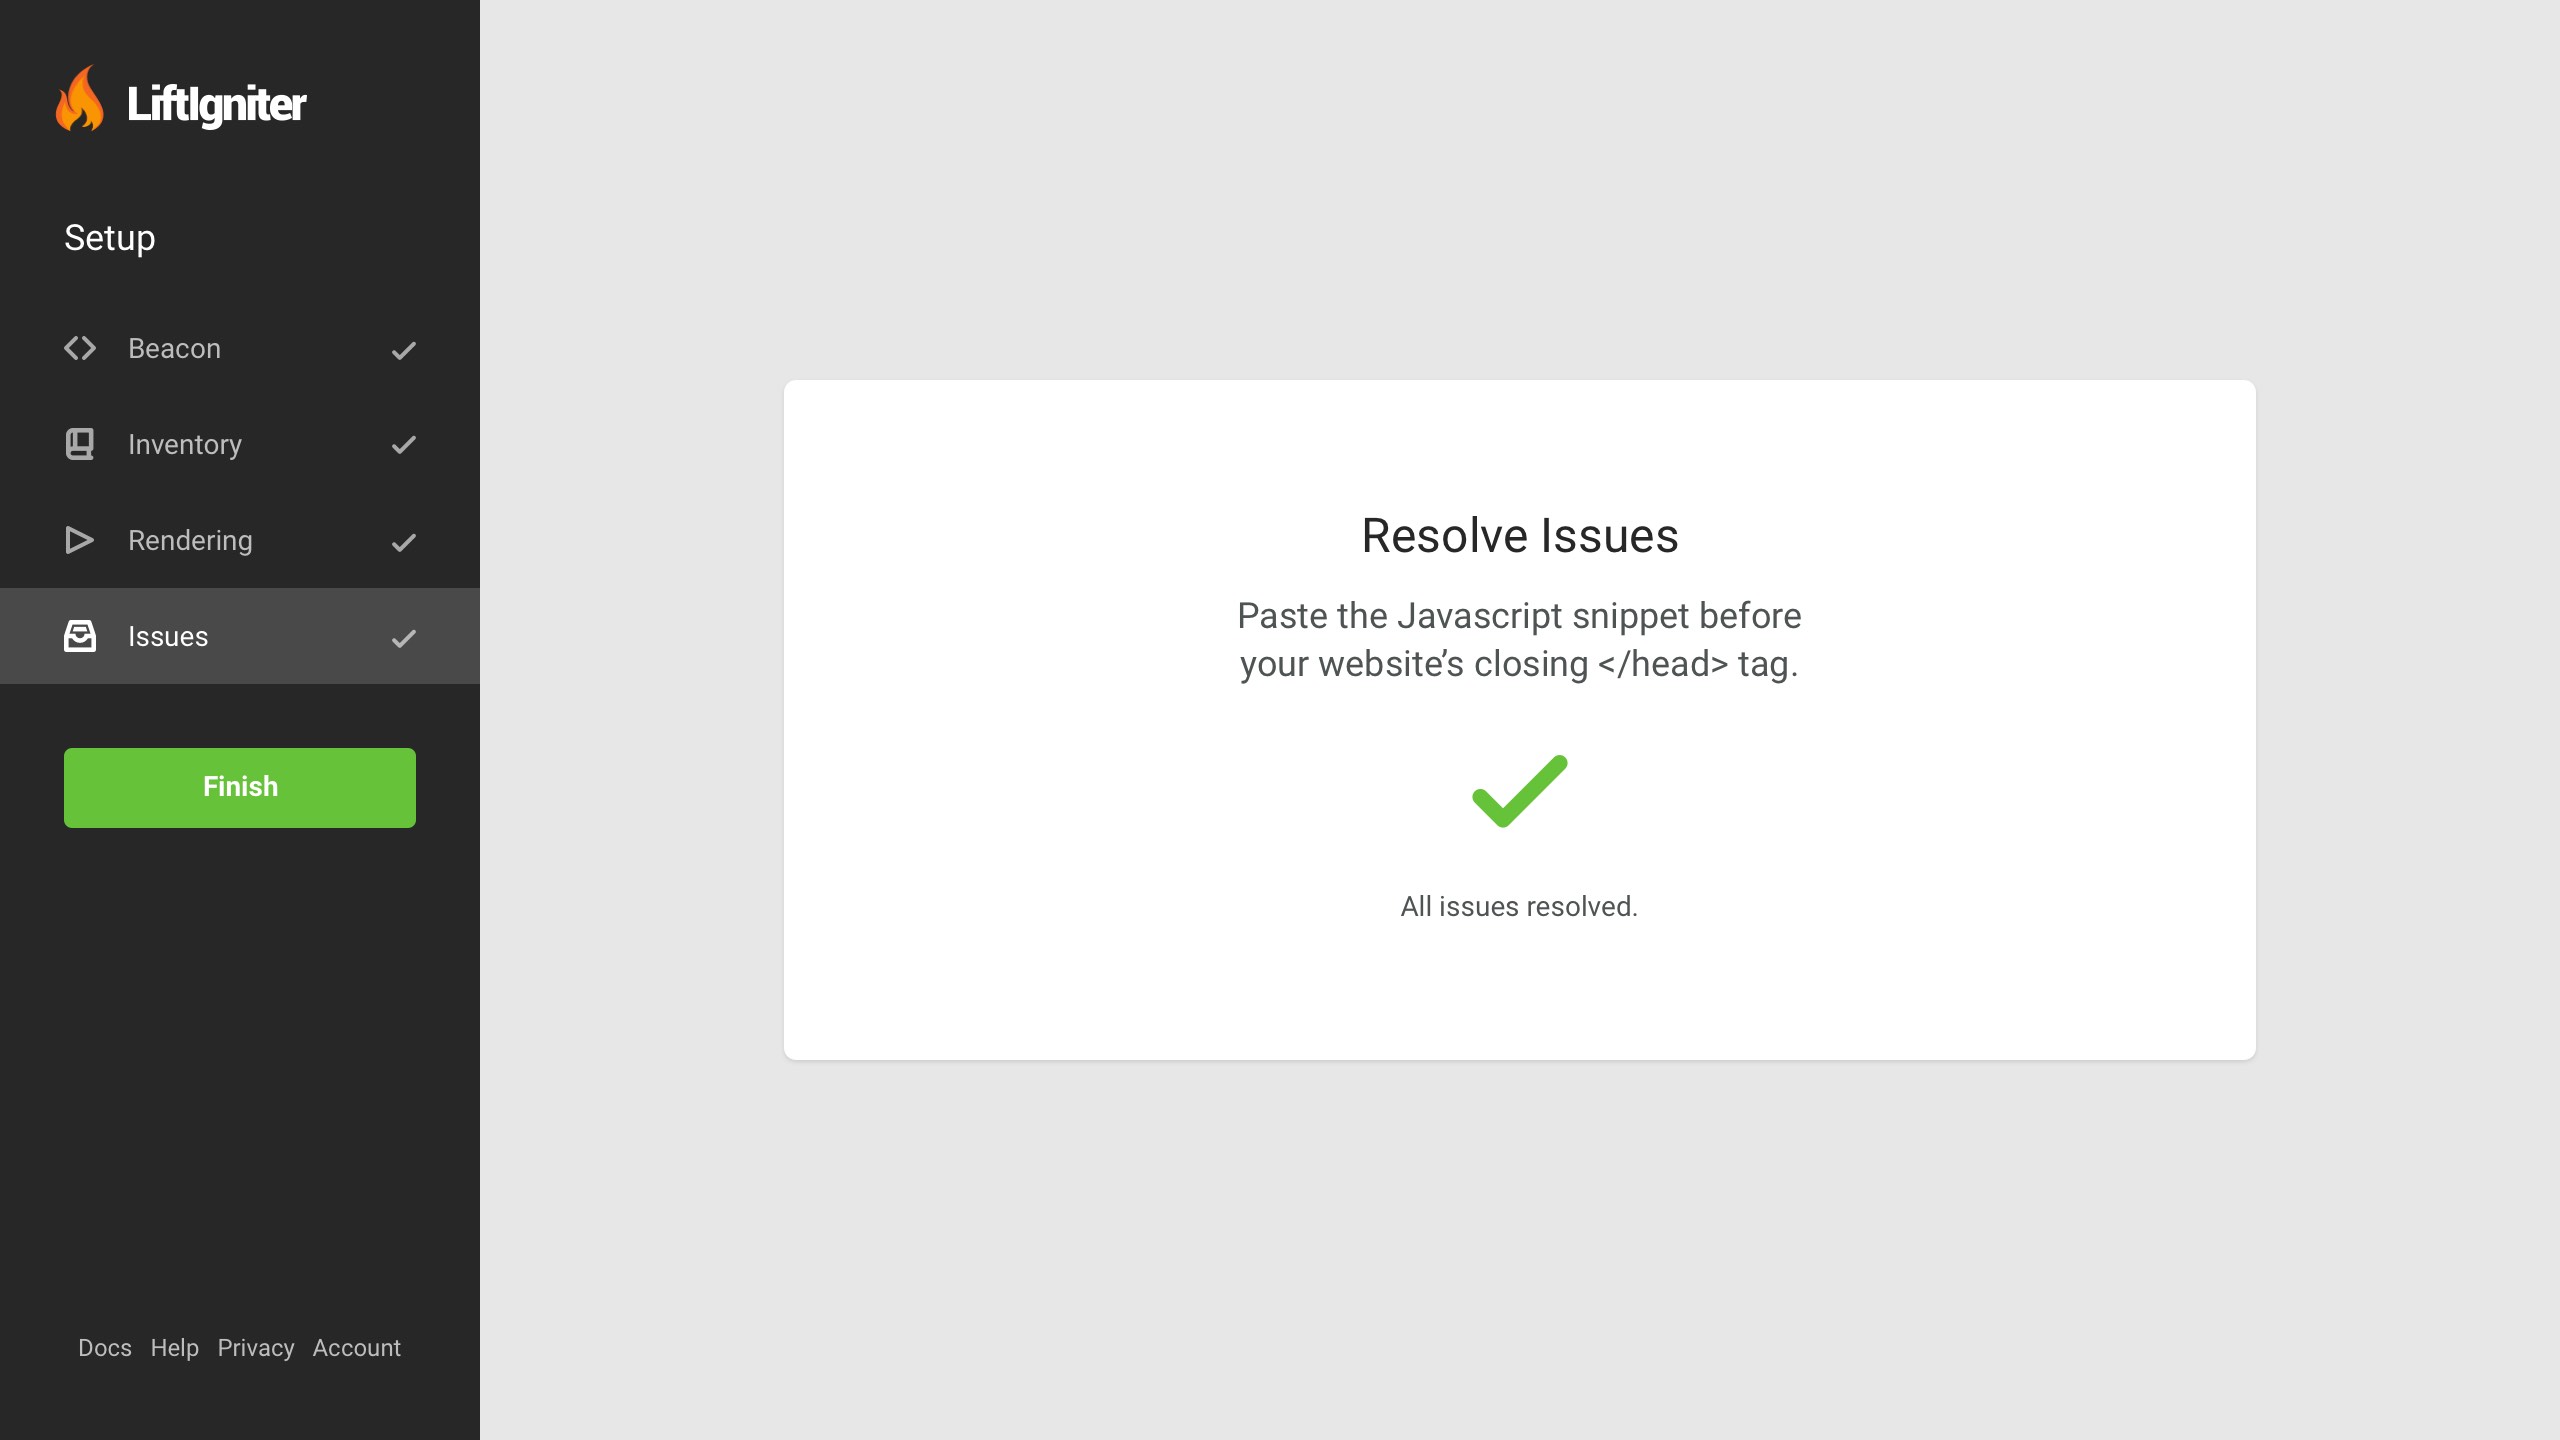 LiftIgniter
Setup
Beacon
Inventory
Rendering
Issues
Finish
Docs Help Privacy Account
Resolve Issues
Paste the Javascript snippet before
your website’s closing </head> tag.
All issues resolved.